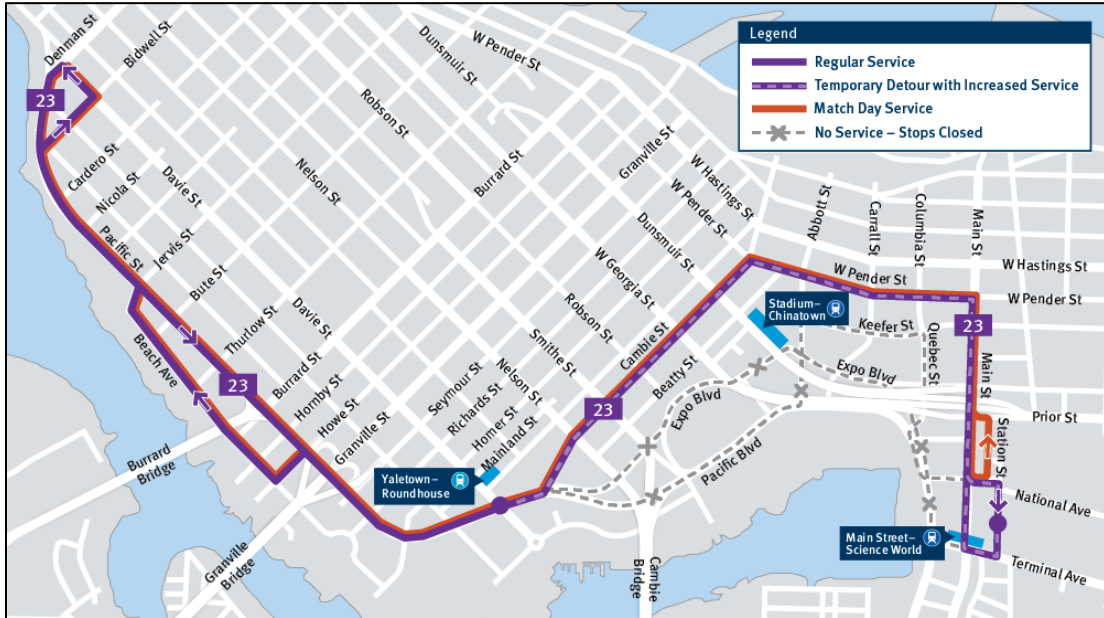 Legend
Regular Service
Temporary Detour with Increased Service
Match Day Service
No Service – Stops Closed
Denman St
Bidwell St
Dunsmuir St
W Pender St
Robson St
23
Granville St
Burrard St
W Hastings St
Nelson St
Cardero St
Nicola St
Davie St
W Pender St
Abbott St
Carrall St
Columbia St
Main St
Dunsmuir St
Pacific St
Jervis St
W Georgia St
W Pender St
W Hastings St
Bute St
W Pender St
Stadium–
Chinatown
Robson St
Davie St
Keefer St
Quebec St
23
Thurlow St
Smithe St
Cambie St
Beach Ave
Burrard St
Nelson St
Beatty St
Expo Blvd
Main St
23
Hornby St
Seymour St
Expo Blvd
Prior St
Howe St
Richards St
23
Station St
Granville St
Homer St
Mainland St
Pacific Blvd
Burrard
Bridge
Yaletown–
Roundhouse
National Ave
Main Street–
Science World
Granville
Bridge
Cambie
Bridge
Terminal Ave